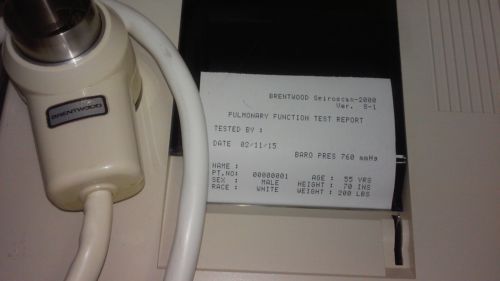 BRENTWOOD
BRENTWOOD Spiroscan-2000
Ver. S-1
PULMONARY FUNCTION TEST REPORT
TESTED BY :
DATE 02/11/15
BARO PRES 760 mmHg
NAME :
PT.NO: 00000001 AGE : 55 YRS
SEX : MALE HEIGHT : 70 INS
RACE : WHITE WEIGHT : 200 LBS